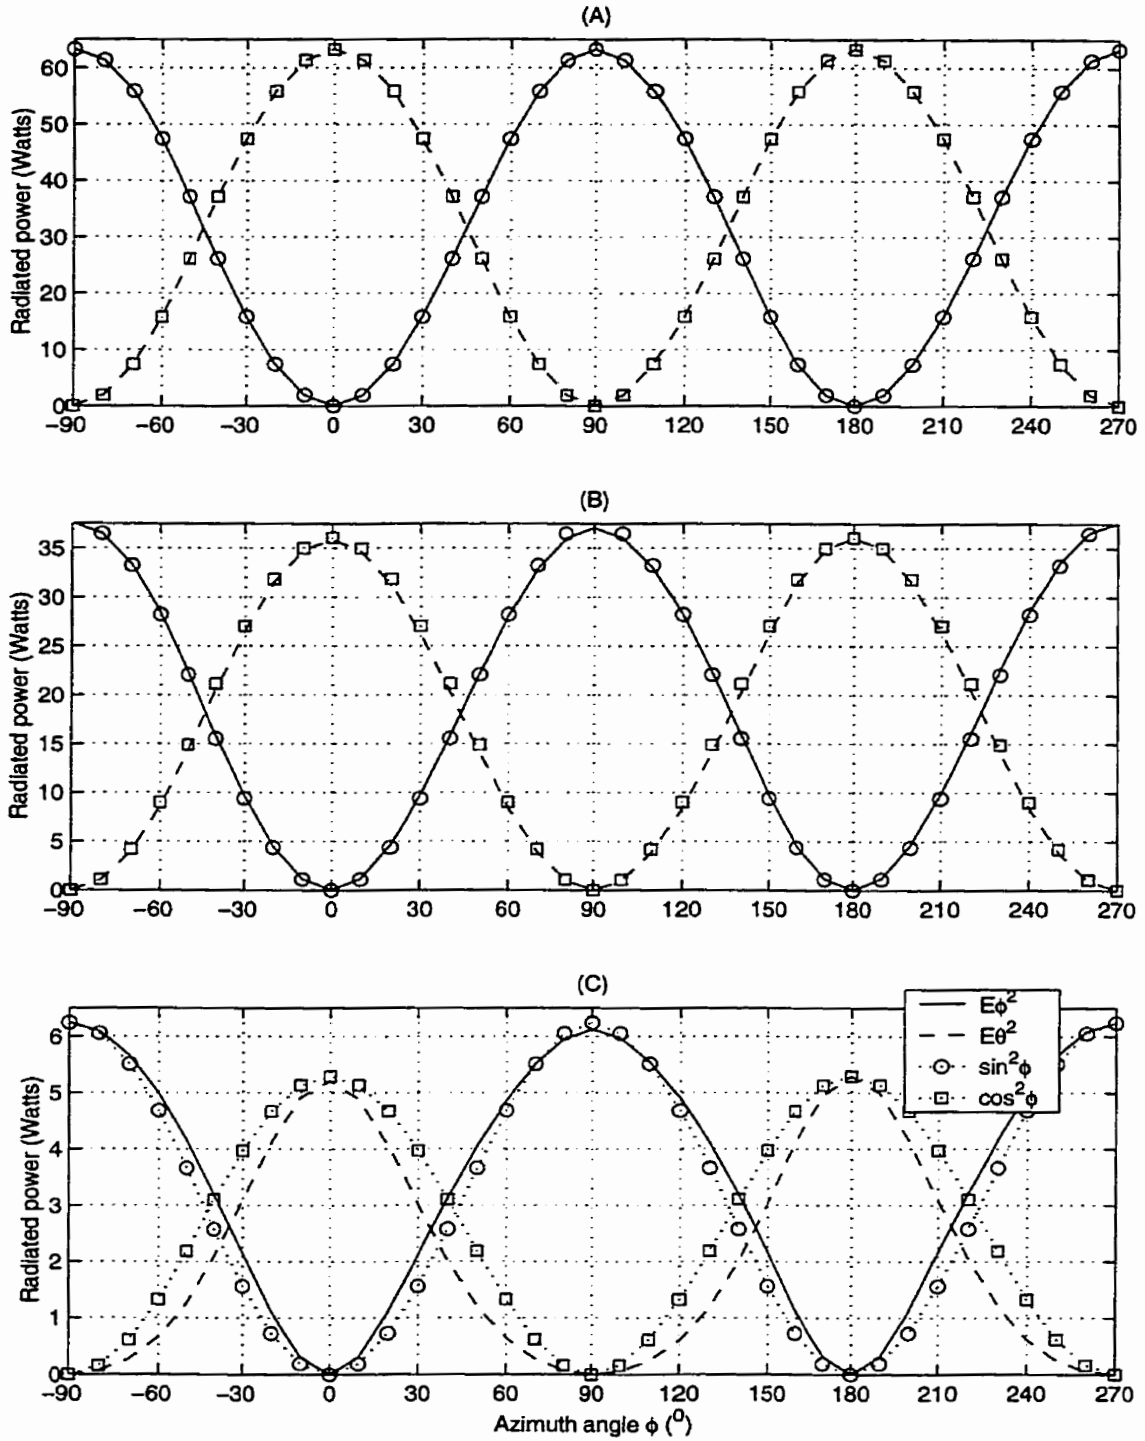 (A)
Radiated power (Watts)
60
50
40
30
20
10
0
−90 −60 −30 0 30 60 90 120 150 180 210 240 270
(B)
Radiated power (Watts)
35
30
25
20
15
10
5
0
−90 −60 −30 0 30 60 90 120 150 180 210 240 270
(C)
Radiated power (Watts)
6
5
4
3
2
1
0
Eϕ²
Eθ²
sin²ϕ
cos²ϕ
−90 −60 −30 0 30 60 90 120 150 180 210 240 270
Azimuth angle ϕ (⁰)